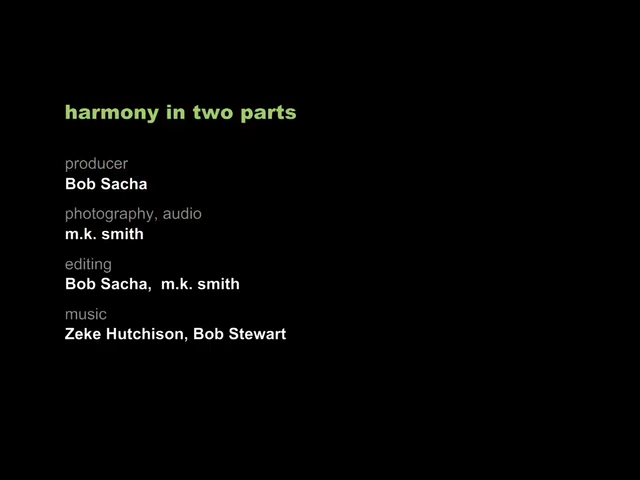 harmony in two parts
producer
Bob Sacha
photography, audio
m.k. smith
editing
Bob Sacha,  m.k. smith
music
Zeke Hutchison, Bob Stewart